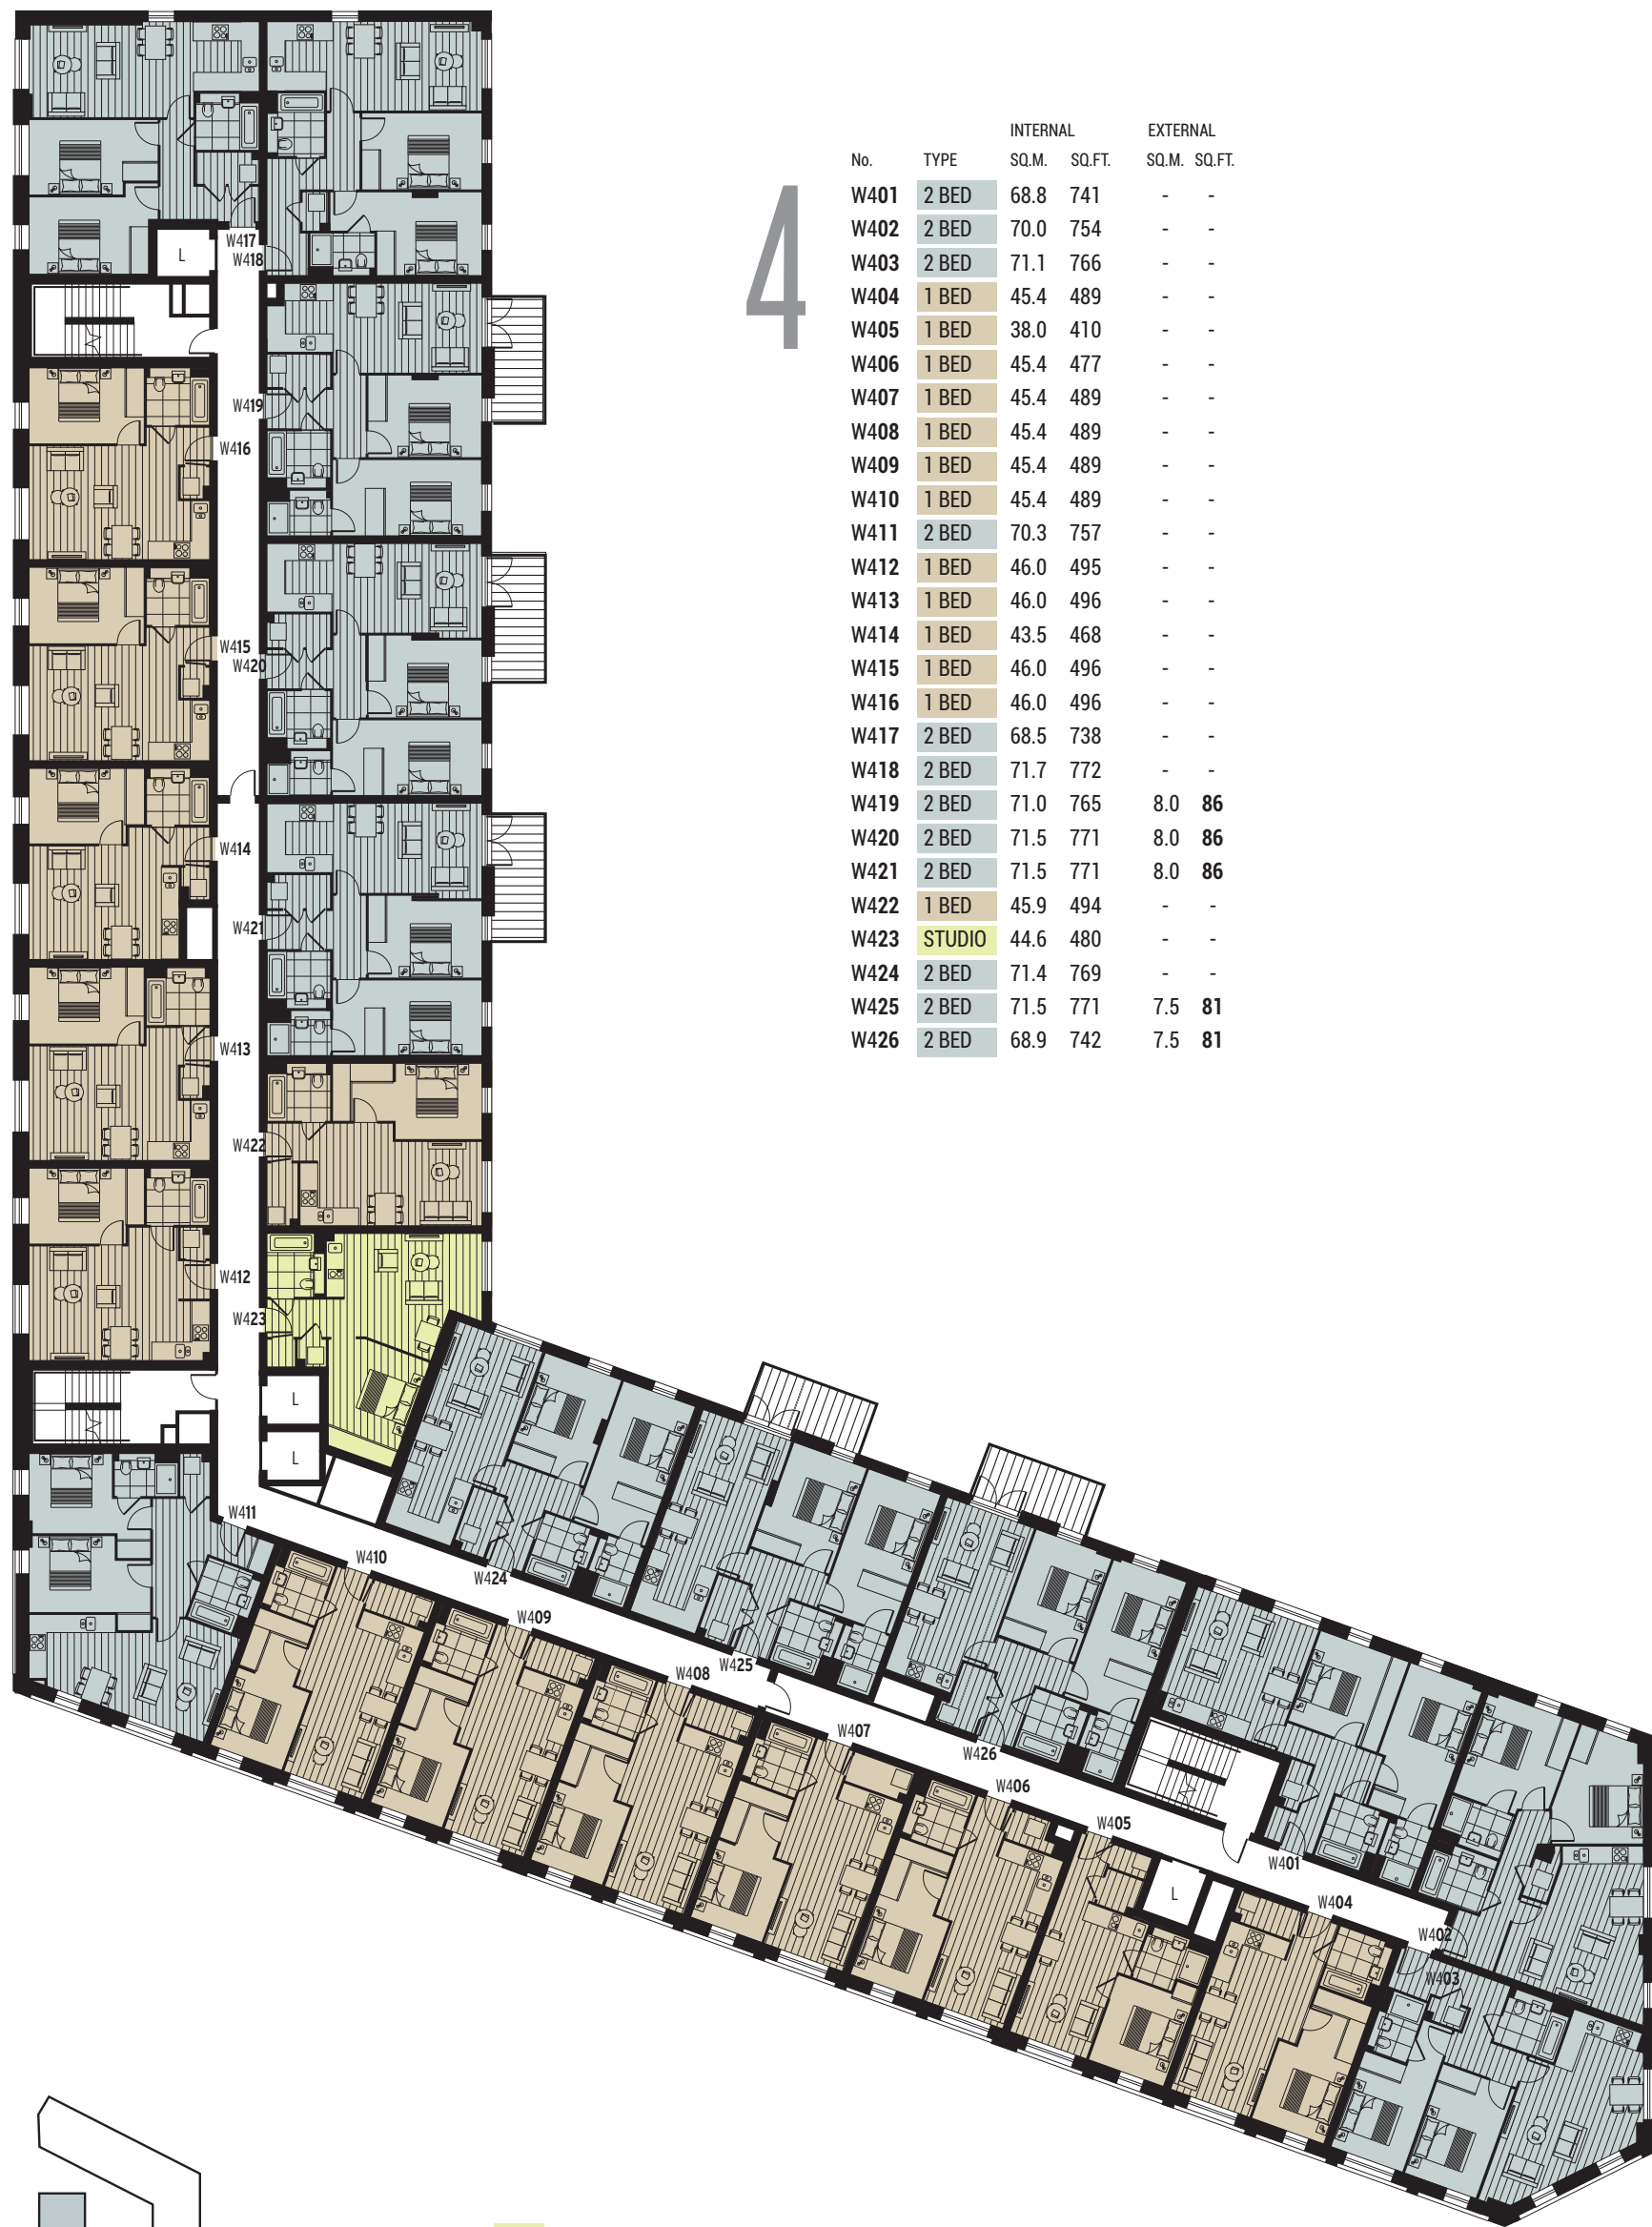 4
INTERNAL EXTERNAL
No. TYPE SQ.M. SQ.FT. SQ.M. SQ.FT.
W401 2 BED 68.8 741 - -
W402 2 BED 70.0 754 - -
W403 2 BED 71.1 766 - -
W404 1 BED 45.4 489 - -
W405 1 BED 38.0 410 - -
W406 1 BED 45.4 477 - -
W407 1 BED 45.4 489 - -
W408 1 BED 45.4 489 - -
W409 1 BED 45.4 489 - -
W410 1 BED 45.4 489 - -
W411 2 BED 70.3 757 - -
W412 1 BED 46.0 495 - -
W413 1 BED 46.0 496 - -
W414 1 BED 43.5 468 - -
W415 1 BED 46.0 496 - -
W416 1 BED 46.0 496 - -
W417 2 BED 68.5 738 - -
W418 2 BED 71.7 772 - -
W419 2 BED 71.0 765 8.0 86
W420 2 BED 71.5 771 8.0 86
W421 2 BED 71.5 771 8.0 86
W422 1 BED 45.9 494 - -
W423 STUDIO 44.6 480 - -
W424 2 BED 71.4 769 - -
W425 2 BED 71.5 771 7.5 81
W426 2 BED 68.9 742 7.5 81
W417
L
W418
W419
W416
W415
W420
W414
W421
W413
W422
W412
W423
L
L
W411
W410
W424
W409
W408
W425
W407
W426
W406
W405
W401
L
W404
W402
W403